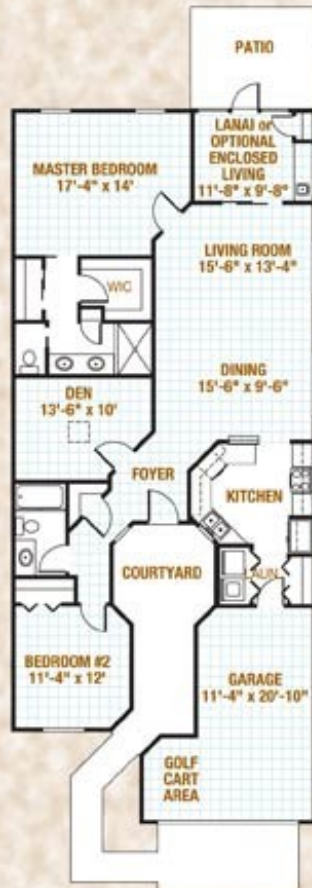 PATIO
LANAI or
OPTIONAL
ENCLOSED
LIVING
11'-8" x 9'-8"
MASTER BEDROOM
17'-4" x 14'
LIVING ROOM
15'-6" x 13'-4"
WIC
DINING
15'-6" x 9'-6"
DEN
13'-6" x 10'
FOYER
KITCHEN
COURTYARD
LAUN.
BEDROOM #2
11'-4" x 12'
GARAGE
11'-4" x 20'-10"
GOLF
CART
AREA